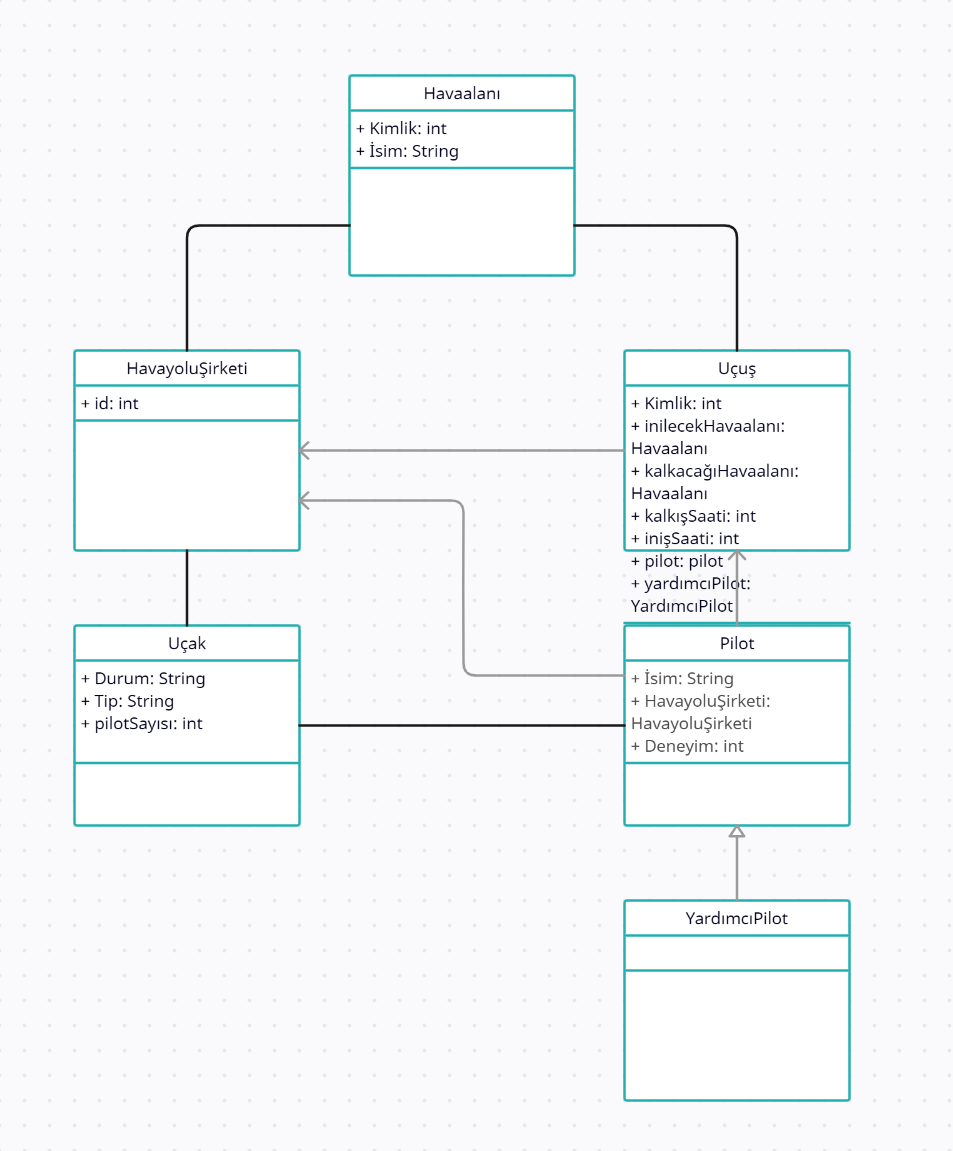 Havaalanı
+ Kimlik: int
+ İsim: String
HavayoluŞirketi
+ id: int
Uçuş
+ Kimlik: int
+ inilecekHavaalanı:
Havaalanı
+ kalkacağıHavaalanı:
Havaalanı
+ kalkışSaati: int
+ inişSaati: int
+ pilot: pilot
+ yardımcıPilot:
YardımcıPilot
Uçak
+ Durum: String
+ Tip: String
+ pilotSayısı: int
Pilot
+ İsim: String
+ HavayoluŞirketi:
HavayoluŞirketi
+ Deneyim: int
YardımcıPilot